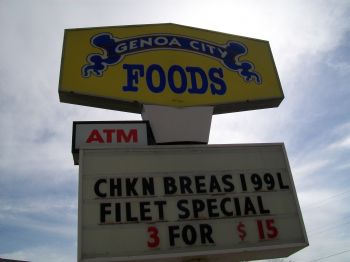 GENOA CITY
FOODS
ATM
CHKN BREAS 199L
FILET SPECIAL
3 FOR $ 15